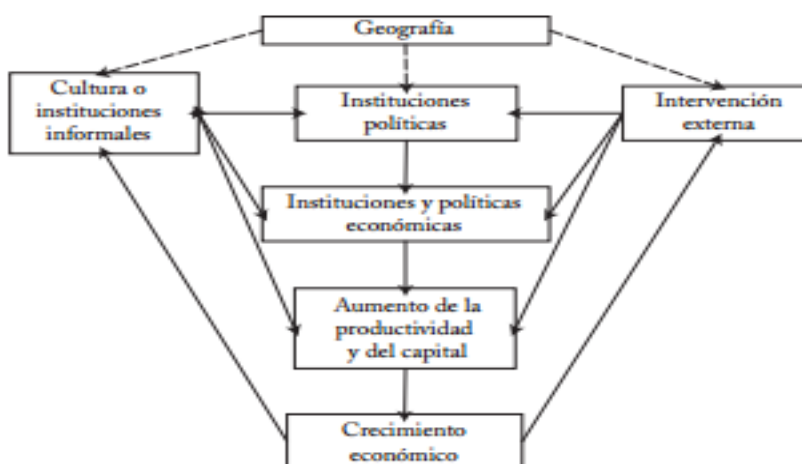 Geografía
Cultura o
instituciones
informales
Instituciones
políticas
Intervención
externa
Instituciones y políticas
económicas
Aumento de la
productividad
y del capital
Crecimiento
económico